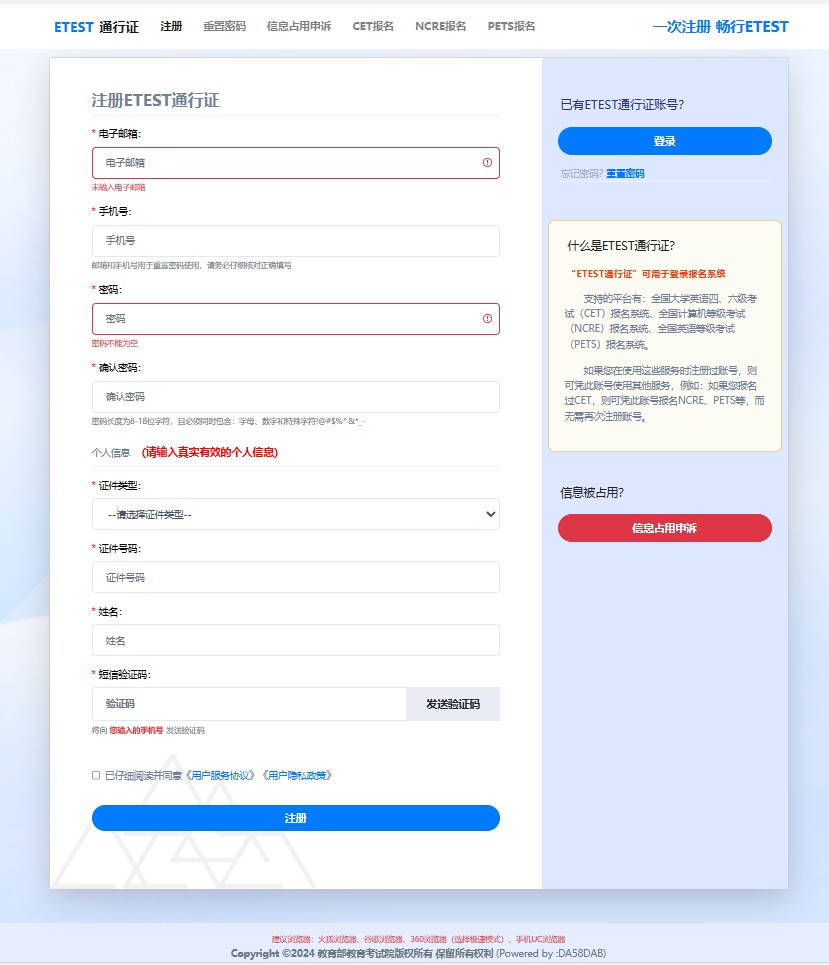 ETEST 通行证 注册 重置密码 信息占用申诉 CET报名 NCRE报名 PETS报名 一次注册 畅行ETEST
注册ETEST通行证
* 电子邮箱:
电子邮箱
未输入电子邮箱
* 手机号:
手机号
邮箱和手机号用于重置密码使用，请务必仔细核对正确填写
* 密码:
密码
密码不能为空
* 确认密码:
确认密码
密码长度为8-18位字符，且必须同时包含：字母、数字和特殊字符!@#$%^&*_-
个人信息 (请输入真实有效的个人信息)
* 证件类型:
--请选择证件类型--
* 证件号码:
证件号码
* 姓名:
姓名
* 短信验证码:
验证码 发送验证码
将向 您输入的手机号 发送验证码
已仔细阅读并同意《用户服务协议》《用户隐私政策》
注册
已有ETEST通行证账号?
登录
忘记密码? 重置密码
什么是ETEST通行证?
“ETEST通行证”可用于登录报名系统
支持的平台有：全国大学英语四、六级考
试（CET）报名系统、全国计算机等级考试
（NCRE）报名系统、全国英语等级考试
（PETS）报名系统。
如果您在使用这些服务时注册过账号，则
可凭此账号使用其他服务，例如：如果您报名
过CET，则可凭此账号报名NCRE、PETS等，而
无需再次注册账号。
信息被占用?
信息占用申诉
建议浏览器：火狐浏览器、谷歌浏览器、360浏览器（选择极速模式）、手机UC浏览器
Copyright ©2024 教育部教育考试院版权所有 保留所有权利 (Powered by :DA58DAB)